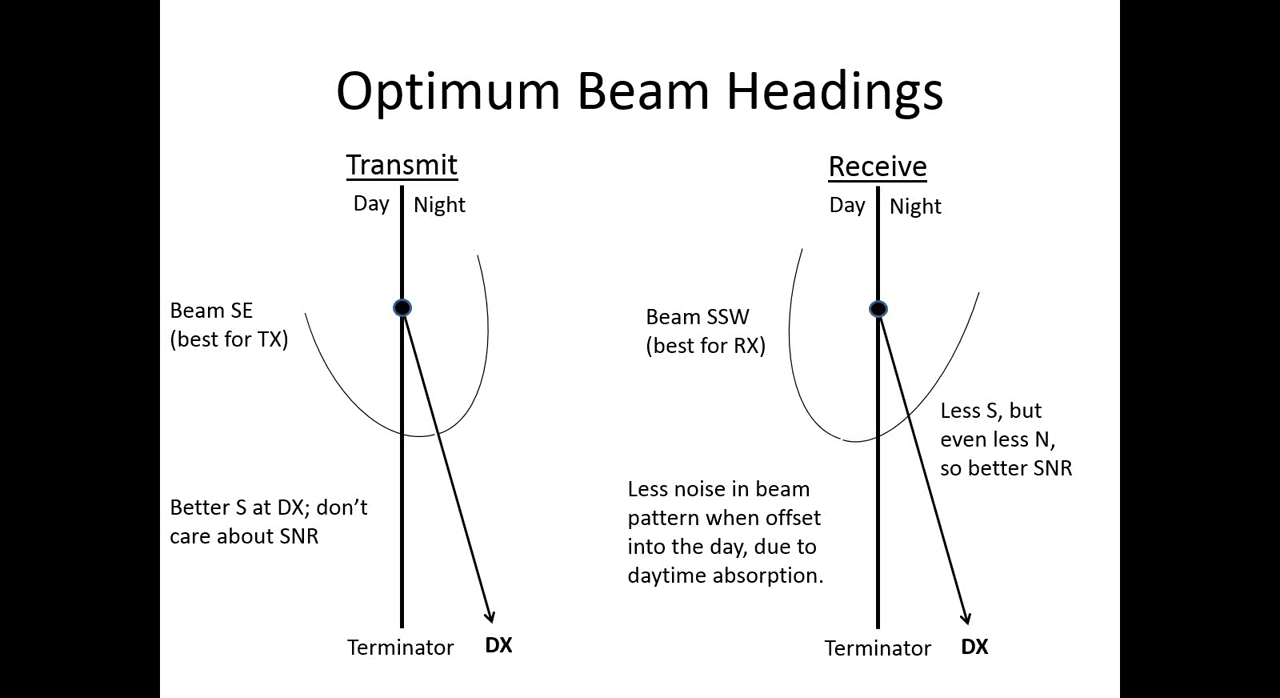 Optimum Beam Headings
Transmit
Day
Night
Beam SE
(best for TX)
Better S at DX; don’t
care about SNR
Terminator
DX
Receive
Day
Night
Beam SSW
(best for RX)
Less S, but
even less N,
so better SNR
Less noise in beam
pattern when offset
into the day, due to
daytime absorption.
Terminator
DX